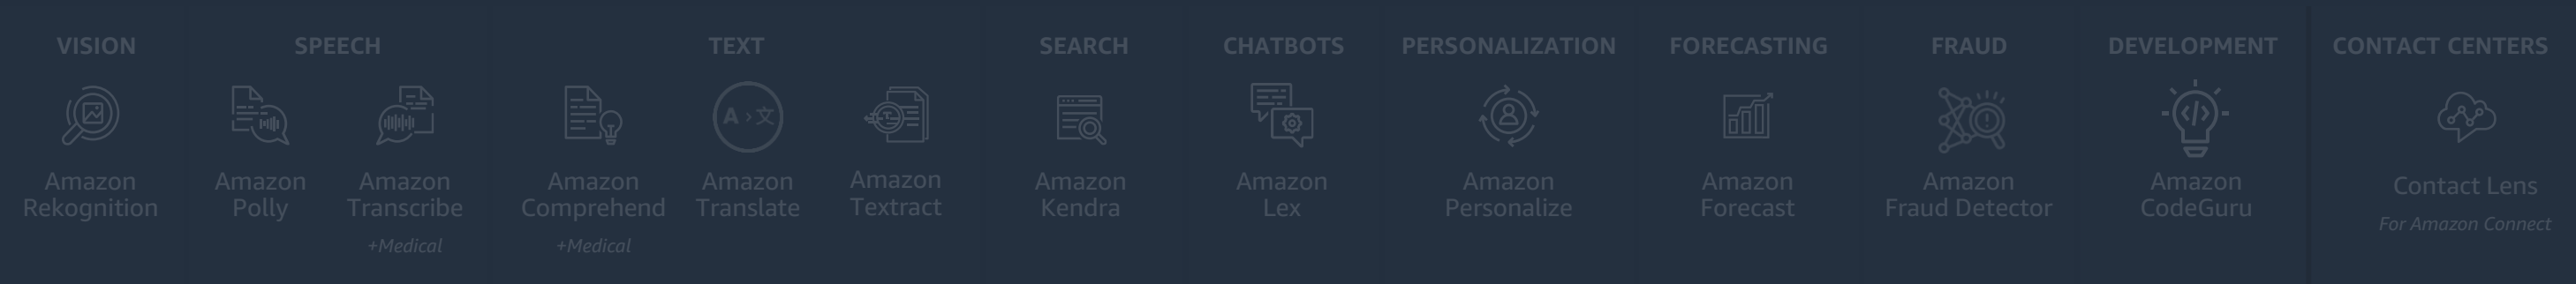 VISION
Amazon
Rekognition
SPEECH
Amazon
Polly
Amazon
Transcribe
+Medical
TEXT
Amazon
Comprehend
+Medical
A › 文
Amazon
Translate
Amazon
Textract
SEARCH
Amazon
Kendra
CHATBOTS
Amazon
Lex
PERSONALIZATION
Amazon
Personalize
FORECASTING
Amazon
Forecast
FRAUD
Amazon
Fraud Detector
DEVELOPMENT
</>
Amazon
CodeGuru
CONTACT CENTERS
Contact Lens
For Amazon Connect